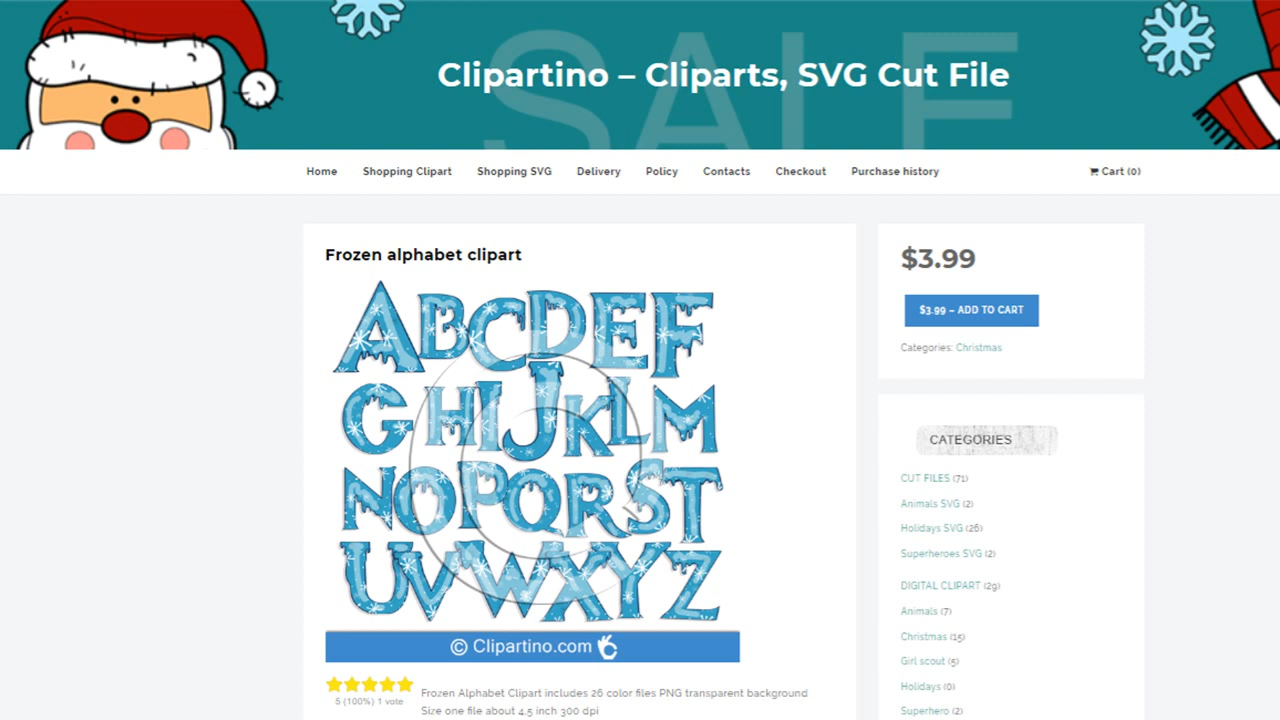 SALE
Clipartino – Cliparts, SVG Cut File
Home Shopping Clipart Shopping SVG Delivery Policy Contacts Checkout Purchase history Cart (0)
Frozen alphabet clipart
ABCDEF
GHIJKLM
NOPQRST
UVWXYZ
© Clipartino.com
5 (100%) 1 vote
Frozen Alphabet Clipart includes 26 color files PNG transparent background
Size one file about 4,5 inch 300 dpi
$3.99
$3.99 – ADD TO CART
Categories: Christmas
CATEGORIES
CUT FILES (71)
Animals SVG (2)
Holidays SVG (26)
Superheroes SVG (2)
DIGITAL CLIPART (29)
Animals (7)
Christmas (15)
Girl scout (5)
Holidays (0)
Superhero (2)